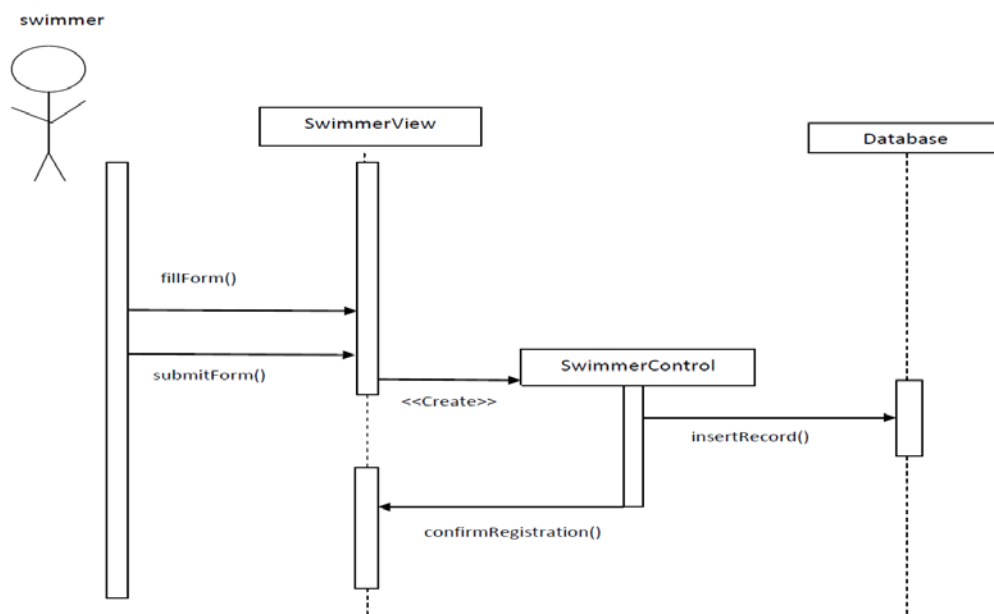 swimmer
SwimmerView
Database
fillForm()
submitForm()
SwimmerControl
<<Create>>
insertRecord()
confirmRegistration()